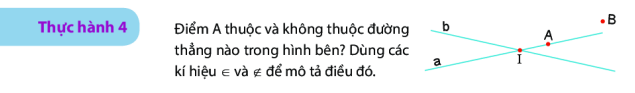 Thực hành 4
Điểm A thuộc và không thuộc đường
thẳng nào trong hình bên? Dùng các
kí hiệu ∈ và ∉ để mô tả điều đó.
b
A
B
a
I